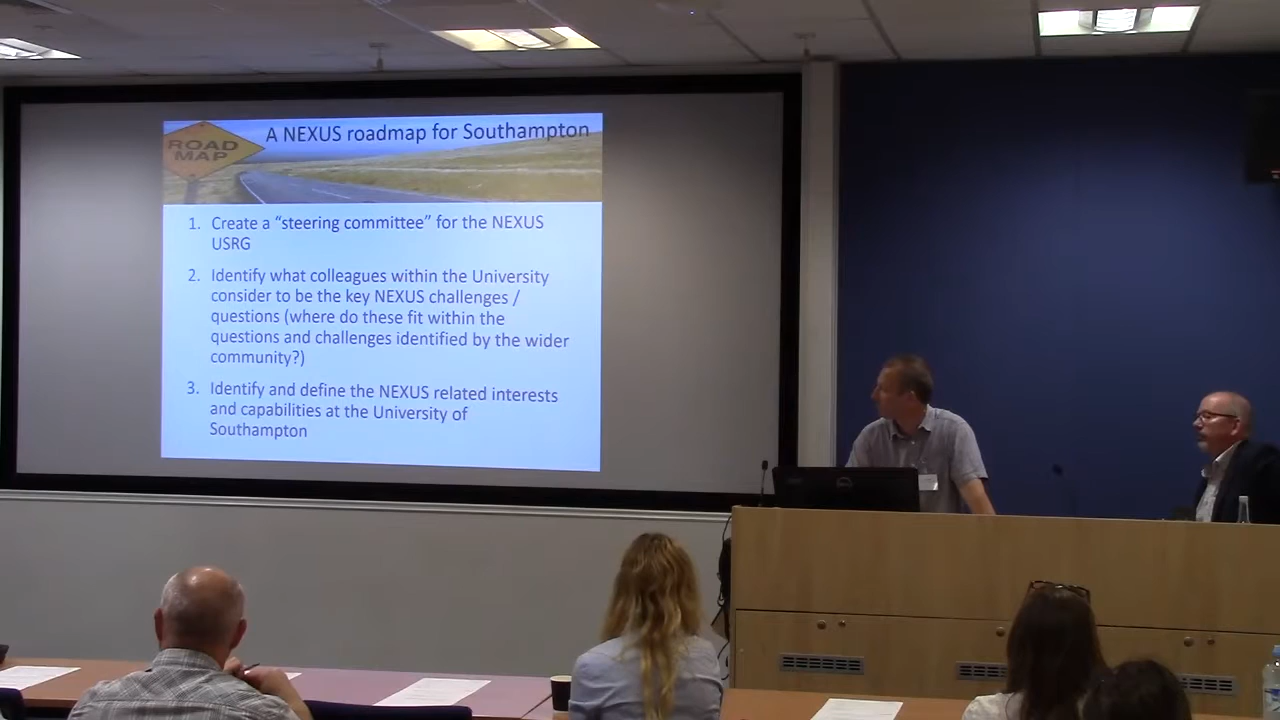 A NEXUS roadmap for Southampton
ROAD
MAP
1. Create a “steering committee” for the NEXUS
USRG
2. Identify what colleagues within the University
consider to be the key NEXUS challenges /
questions (where do these fit within the
questions and challenges identified by the wider
community?)
3. Identify and define the NEXUS related interests
and capabilities at the University of
Southampton